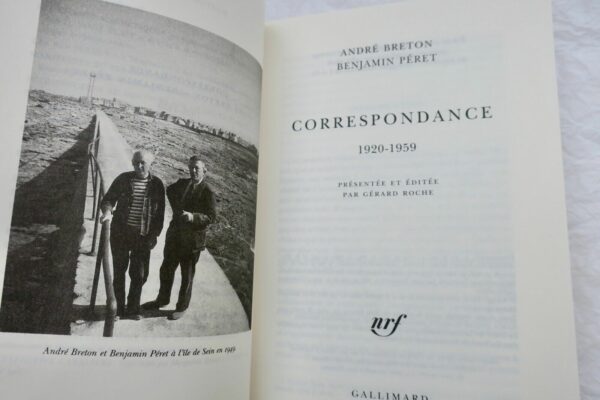 André Breton et Benjamin Péret à l'île de Sein en
ANDRÉ BRETON
BENJAMIN PÉRET
CORRESPONDANCE
1920-1959
PRÉSENTÉE ET ÉDITÉE
PAR GÉRARD ROCHE
nrf
GALLIMARD